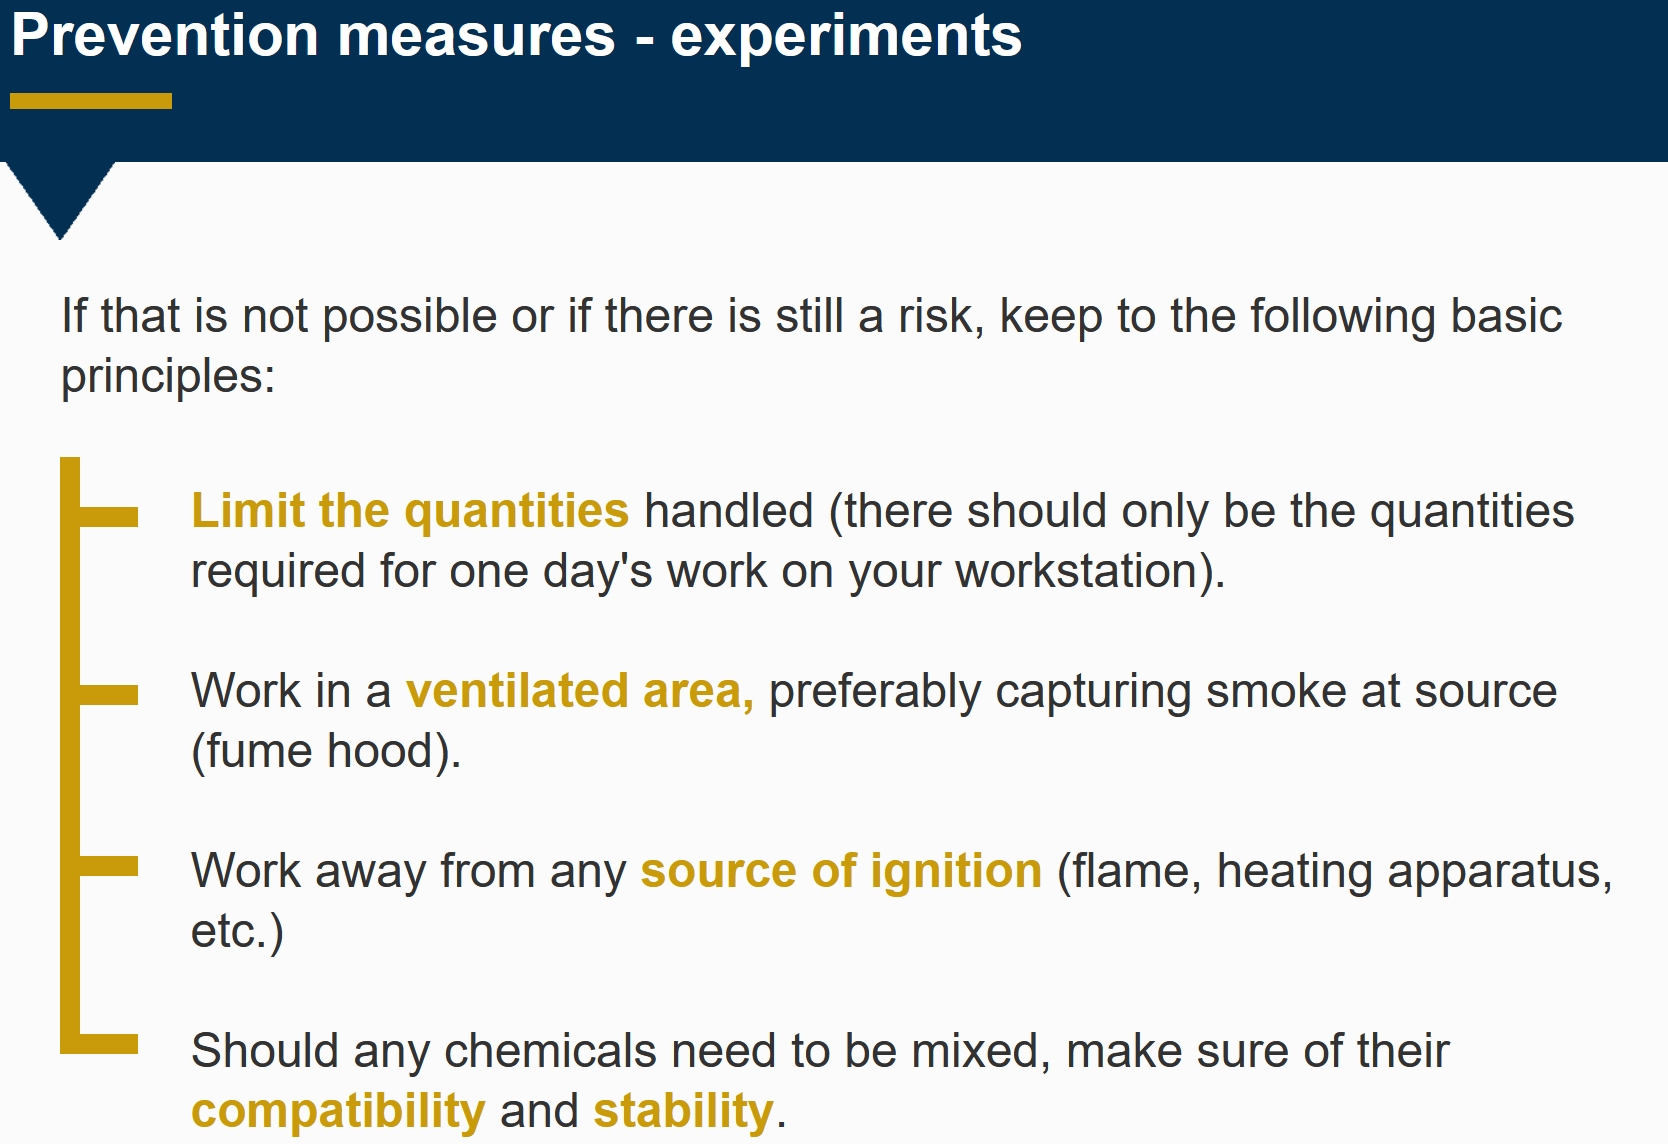 Prevention measures - experiments
If that is not possible or if there is still a risk, keep to the following basic
principles:
Limit the quantities handled (there should only be the quantities
required for one day's work on your workstation).
Work in a ventilated area, preferably capturing smoke at source
(fume hood).
Work away from any source of ignition (flame, heating apparatus,
etc.)
Should any chemicals need to be mixed, make sure of their
compatibility and stability.